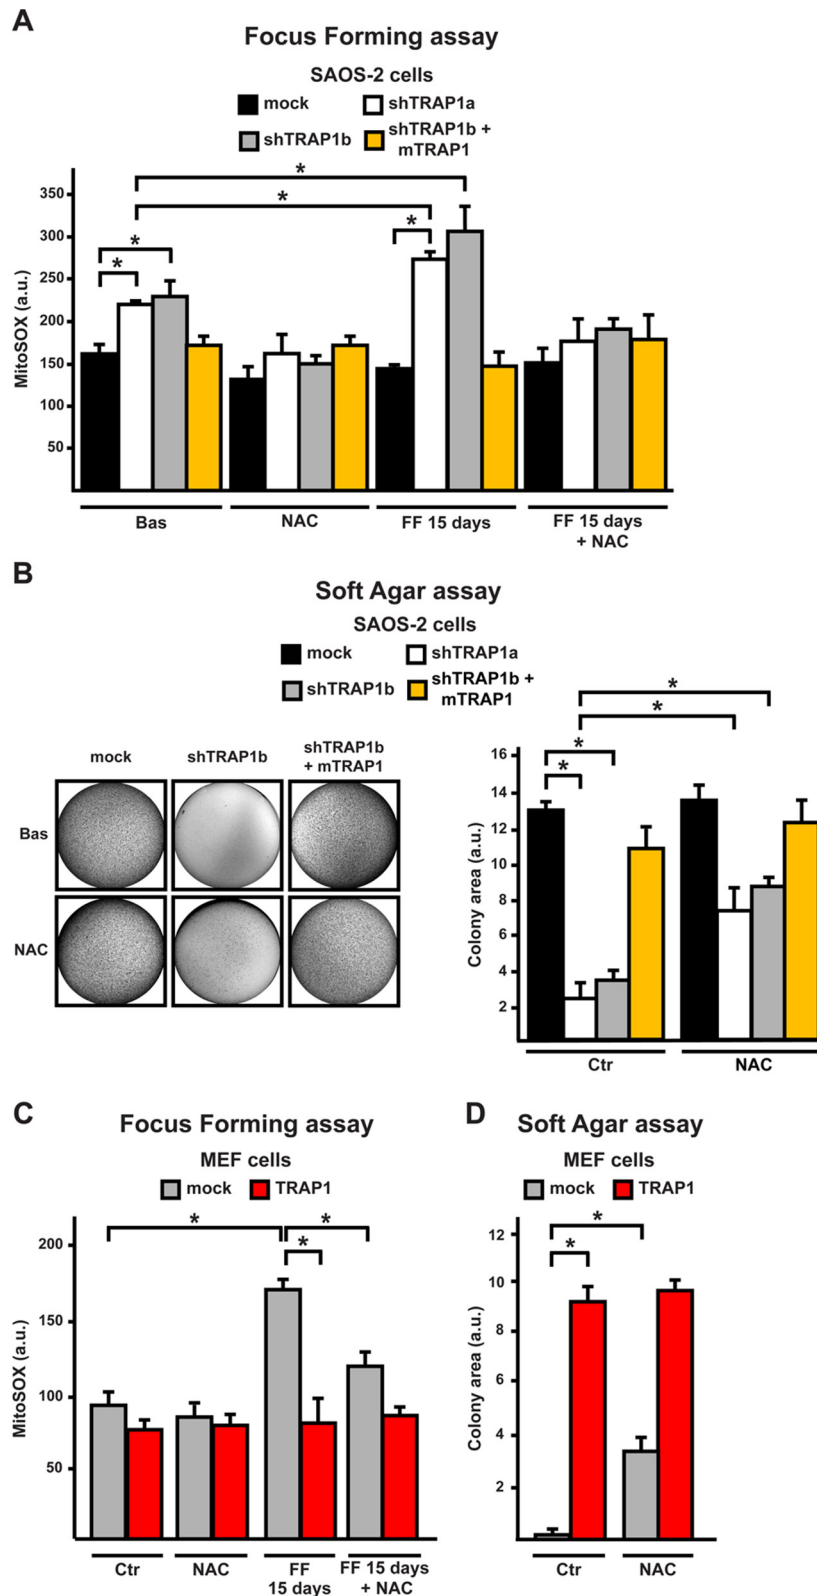 A
Focus Forming assay
SAOS-2 cells
mock
shTRAP1a
shTRAP1b
shTRAP1b +
mTRAP1
MitoSOX (a.u.)
350
300
250
200
150
100
50
*
*
*
*
*
Bas
NAC
FF 15 days
FF 15 days
+ NAC
B
Soft Agar assay
SAOS-2 cells
mock
shTRAP1a
shTRAP1b
shTRAP1b +
mTRAP1
mock
shTRAP1b
shTRAP1b
+ mTRAP1
Bas
NAC
Colony area (a.u.)
16
14
12
10
8
6
4
2
*
*
*
*
Ctr
NAC
C
Focus Forming assay
MEF cells
mock
TRAP1
MitoSOX (a.u.)
200
150
100
50
*
*
*
Ctr
NAC
FF
15 days
FF 15 days
+ NAC
D
Soft Agar assay
MEF cells
mock
TRAP1
Colony area (a.u.)
12
10
8
6
4
2
*
*
Ctr
NAC